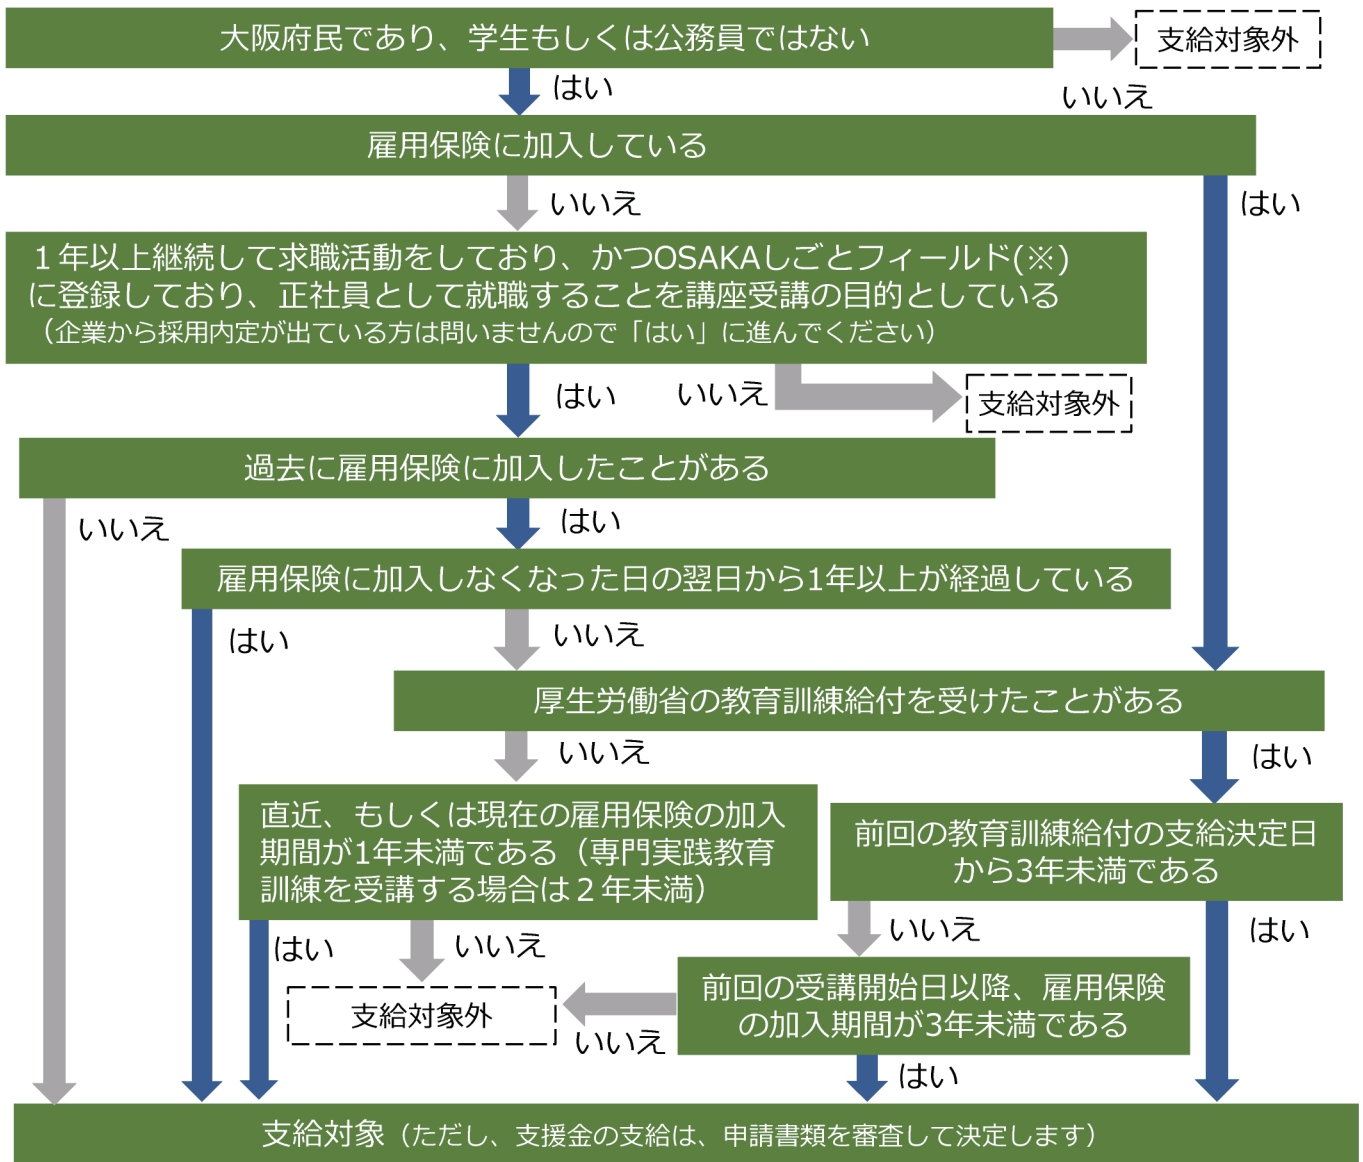 大阪府民であり、学生もしくは公務員ではない
支給対象外
はい
いいえ
雇用保険に加入している
いいえ
はい
１年以上継続して求職活動をしており、かつOSAKAしごとフィールド(※)
に登録しており、正社員として就職することを講座受講の目的としている
（企業から採用内定が出ている方は問いませんので「はい」に進んでください）
はい
いいえ
支給対象外
過去に雇用保険に加入したことがある
いいえ
はい
雇用保険に加入しなくなった日の翌日から1年以上が経過している
はい
いいえ
厚生労働省の教育訓練給付を受けたことがある
いいえ
はい
直近、もしくは現在の雇用保険の加入
期間が1年未満である（専門実践教育
訓練を受講する場合は２年未満）
前回の教育訓練給付の支給決定日
から3年未満である
はい
いいえ
いいえ
はい
支給対象外
前回の受講開始日以降、雇用保険
の加入期間が3年未満である
いいえ
はい
支給対象（ただし、支援金の支給は、申請書類を審査して決定します）